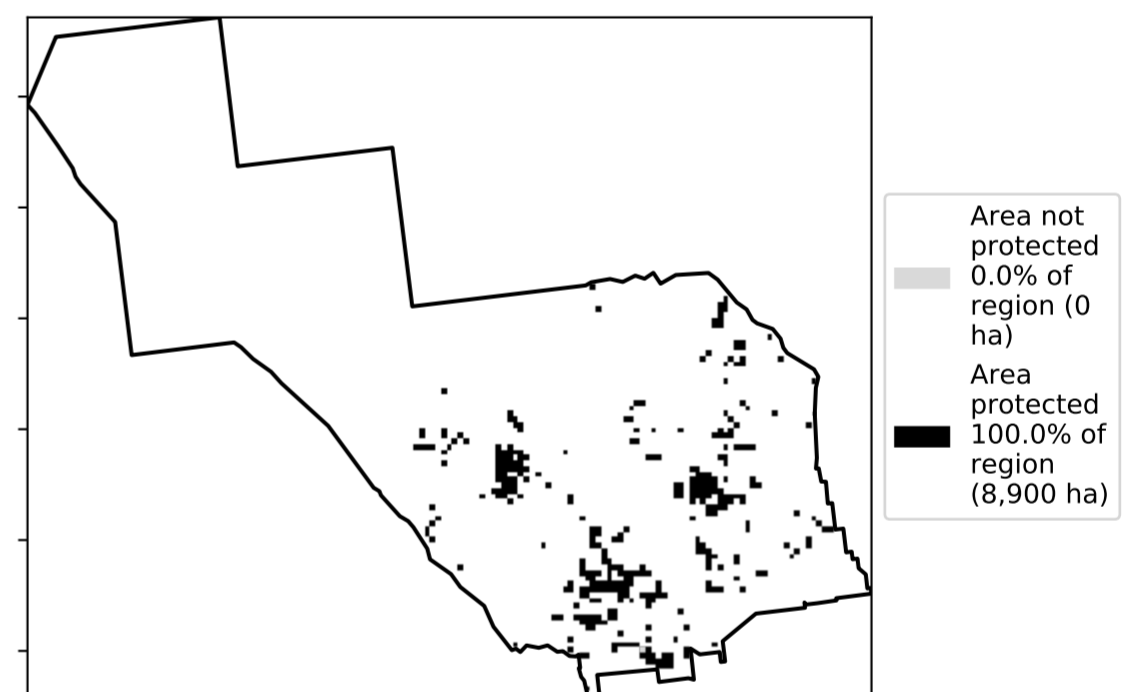 Area not
protected
0.0% of
region (0
ha)
Area
protected
100.0% of
region
(8,900 ha)